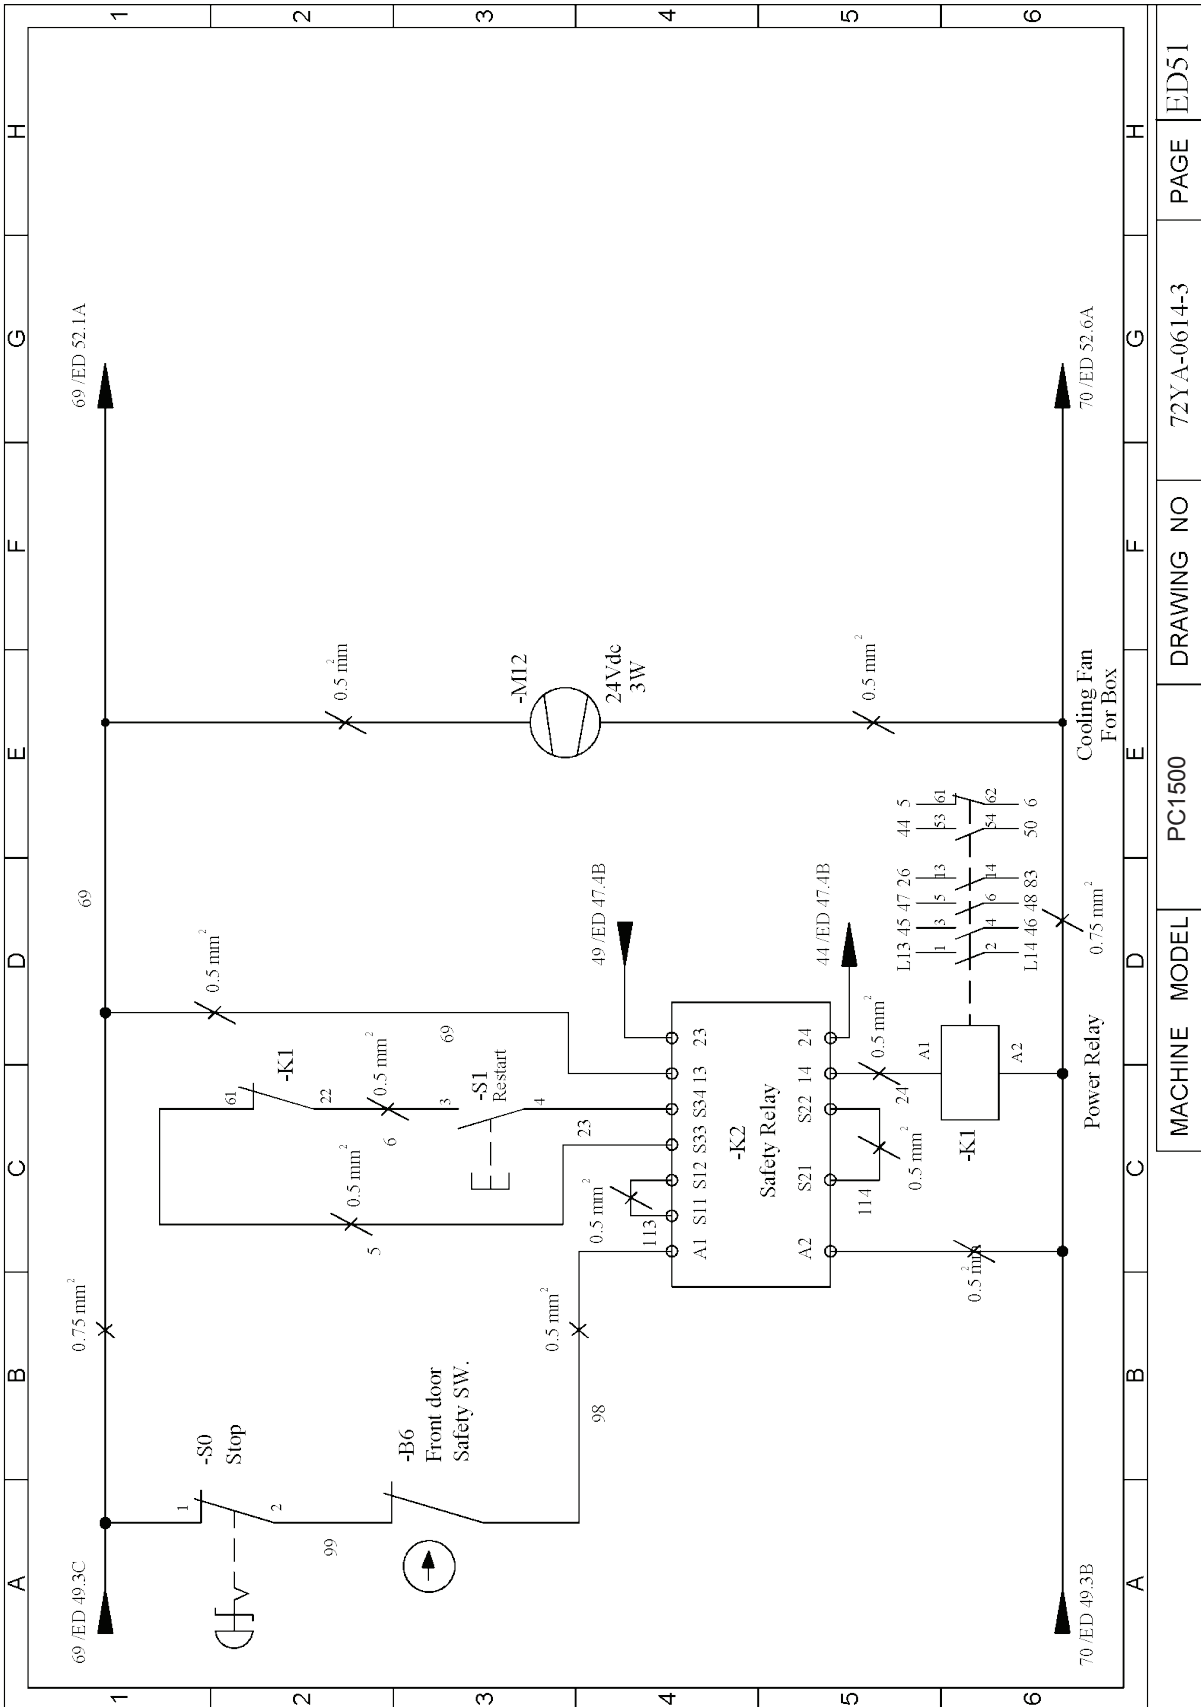 A B C D E F G H
1
2
3
4
5
6
69 /ED 49.3C
0.75 mm²
69
69 /ED 52.1A
-S0
Stop
1
2
99
-B6
Front door
Safety SW.
98
0.5 mm²
5
0.5 mm²
61
-K1
22
0.5 mm²
6
3
-S1
Restart
4
23
0.5 mm²
69
0.5 mm²
113
49 /ED 47.4B
A1 S11 S12 S33 S34 13 23
-K2
Safety Relay
A2 S21 S22 14 24
114
0.5 mm²
44 /ED 47.4B
0.5 mm²
24
0.5 mm²
A1
-K1
A2
Power Relay
L13 45 47 26 44 5
1 3 5 13 53 61
2 4 6 14 54 62
L14 46 48 83 50 6
0.75 mm²
0.5 mm²
-M12
24Vdc
3W
0.5 mm²
Cooling Fan
For Box
70 /ED 49.3B
70 /ED 52.6A
1
2
3
4
5
6
A B C D E F G H
MACHINE MODEL PC1500 DRAWING NO 72YA-0614-3 PAGE ED51